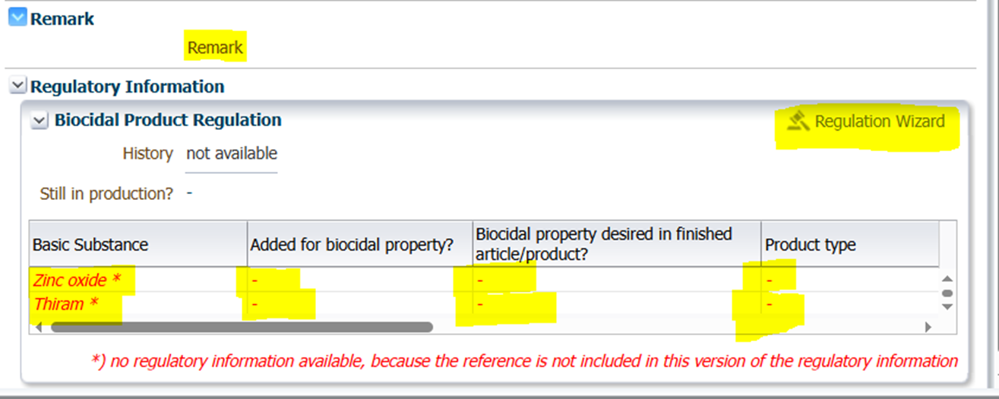 Remark
Remark
Regulatory Information
Biocidal Product Regulation
Regulation Wizard
History not available
Still in production? -
Basic Substance Added for biocidal property? Biocidal property desired in finished article/product? Product type
Zinc oxide * - - -
Thiram * - - -
*) no regulatory information available, because the reference is not included in this version of the regulatory information